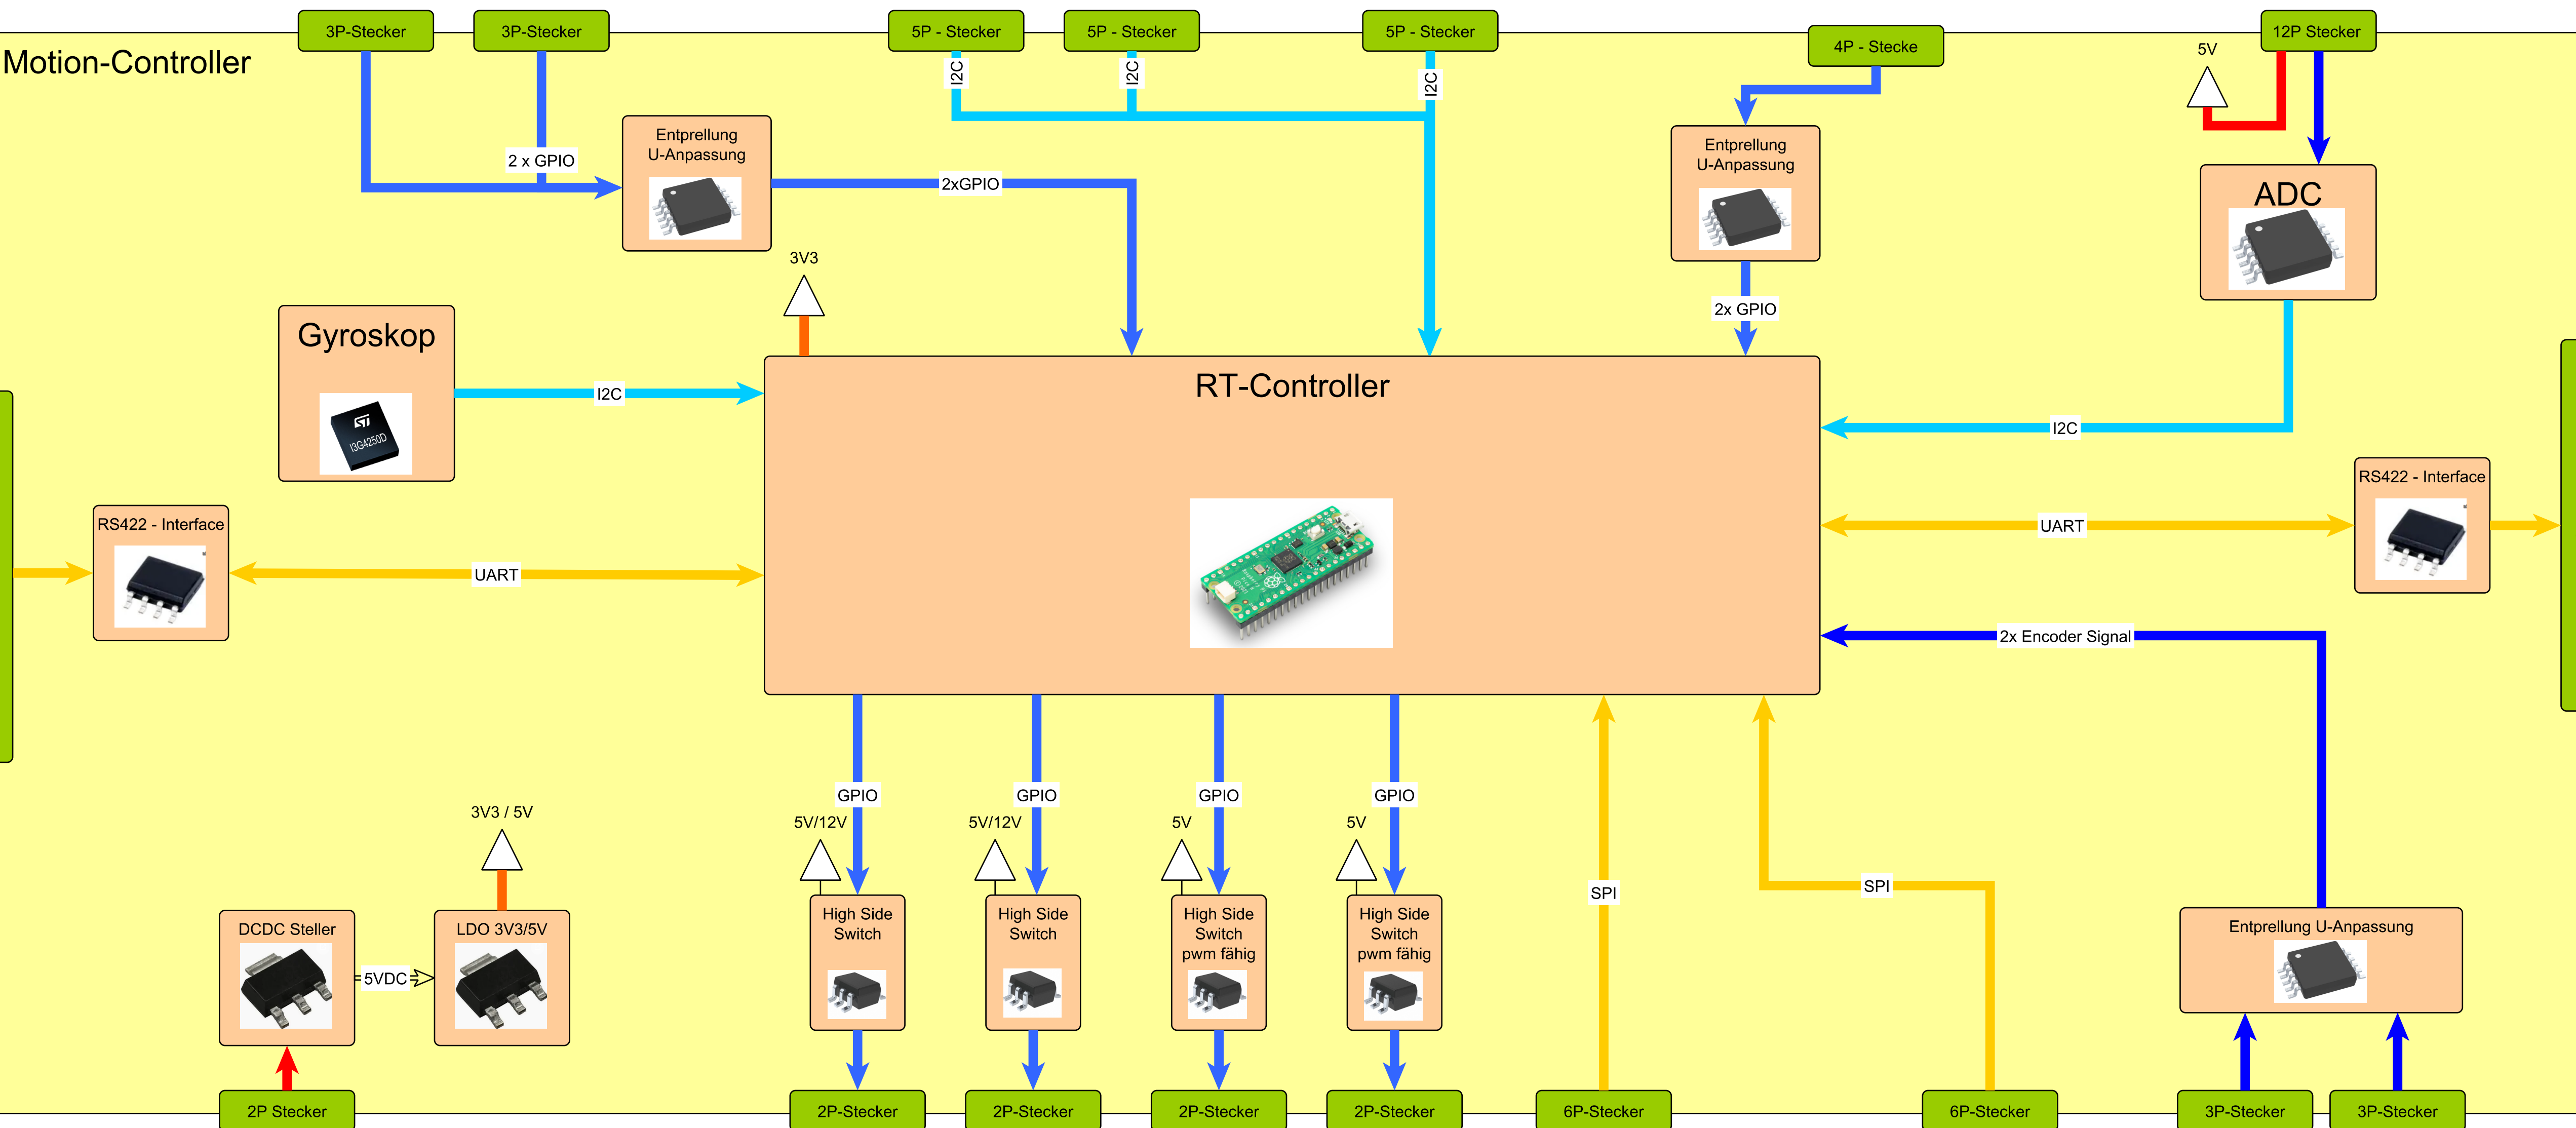 3P-Stecker
3P-Stecker
5P - Stecker
5P - Stecker
5P - Stecker
4P - Stecke
12P Stecker
Motion-Controller
5V
I2C
I2C
I2C
Entprellung
U-Anpassung
2 x GPIO
2xGPIO
Entprellung
U-Anpassung
ADC
3V3
2x GPIO
Gyroskop
ST
I3G4250D
I2C
RT-Controller
I2C
RS422 - Interface
UART
RS422 - Interface
UART
2x Encoder Signal
GPIO
GPIO
GPIO
GPIO
3V3 / 5V
5V/12V
5V/12V
5V
5V
SPI
SPI
DCDC Steller
5VDC
LDO 3V3/5V
High Side
Switch
High Side
Switch
High Side
Switch
pwm fähig
High Side
Switch
pwm fähig
Entprellung U-Anpassung
2P Stecker
2P-Stecker
2P-Stecker
2P-Stecker
2P-Stecker
6P-Stecker
6P-Stecker
3P-Stecker
3P-Stecker